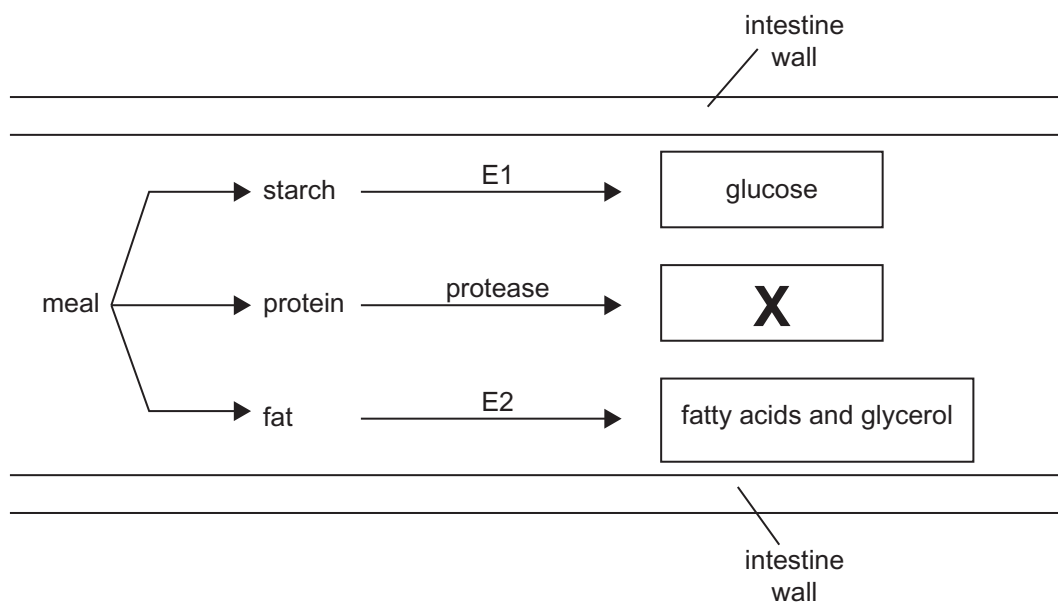 intestine
wall
starch E1 glucose
meal protein protease X
fat E2 fatty acids and glycerol
intestine
wall